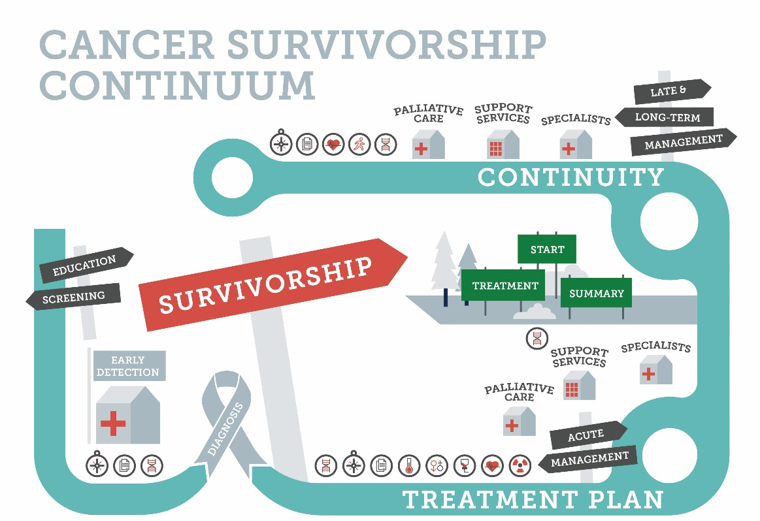 CANCER SURVIVORSHIP
CONTINUUM
PALLIATIVE
CARE
SUPPORT
SERVICES
SPECIALISTS
LATE &
LONG-TERM
MANAGEMENT
CONTINUITY
EDUCATION
SCREENING
SURVIVORSHIP
START
TREATMENT
SUMMARY
EARLY
DETECTION
DIAGNOSIS
PALLIATIVE
CARE
SUPPORT
SERVICES
SPECIALISTS
ACUTE
MANAGEMENT
TREATMENT PLAN